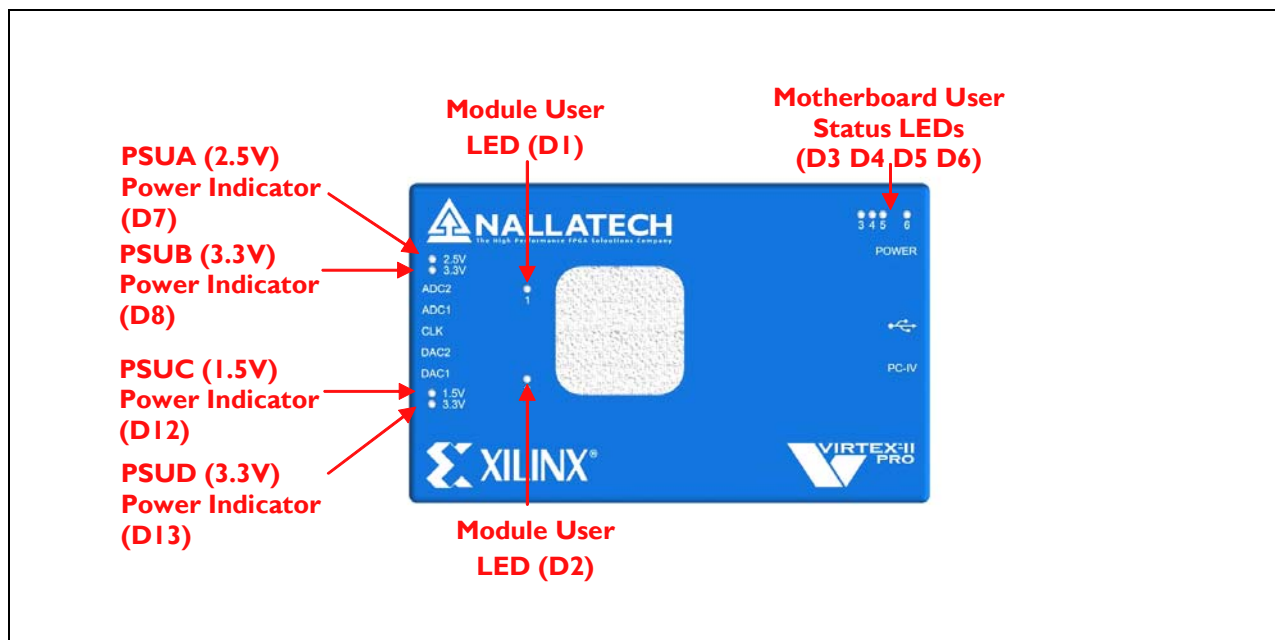 Module User
LED (D1)
Motherboard User
Status LEDs
(D3 D4 D5 D6)
PSUA (2.5V)
Power Indicator
(D7)
PSUB (3.3V)
Power Indicator
(D8)
PSUC (1.5V)
Power Indicator
(D12)
PSUD (3.3V)
Power Indicator
(D13)
NALLATECH
The High Performance FPGA Solutions Company
2.5V
3.3V
ADC2
ADC1
CLK
DAC2
DAC1
1.5V
3.3V
1
3 4 5 6
POWER
PC-IV
XILINX®
VIRTEX-II
PRO
Module User
LED (D2)